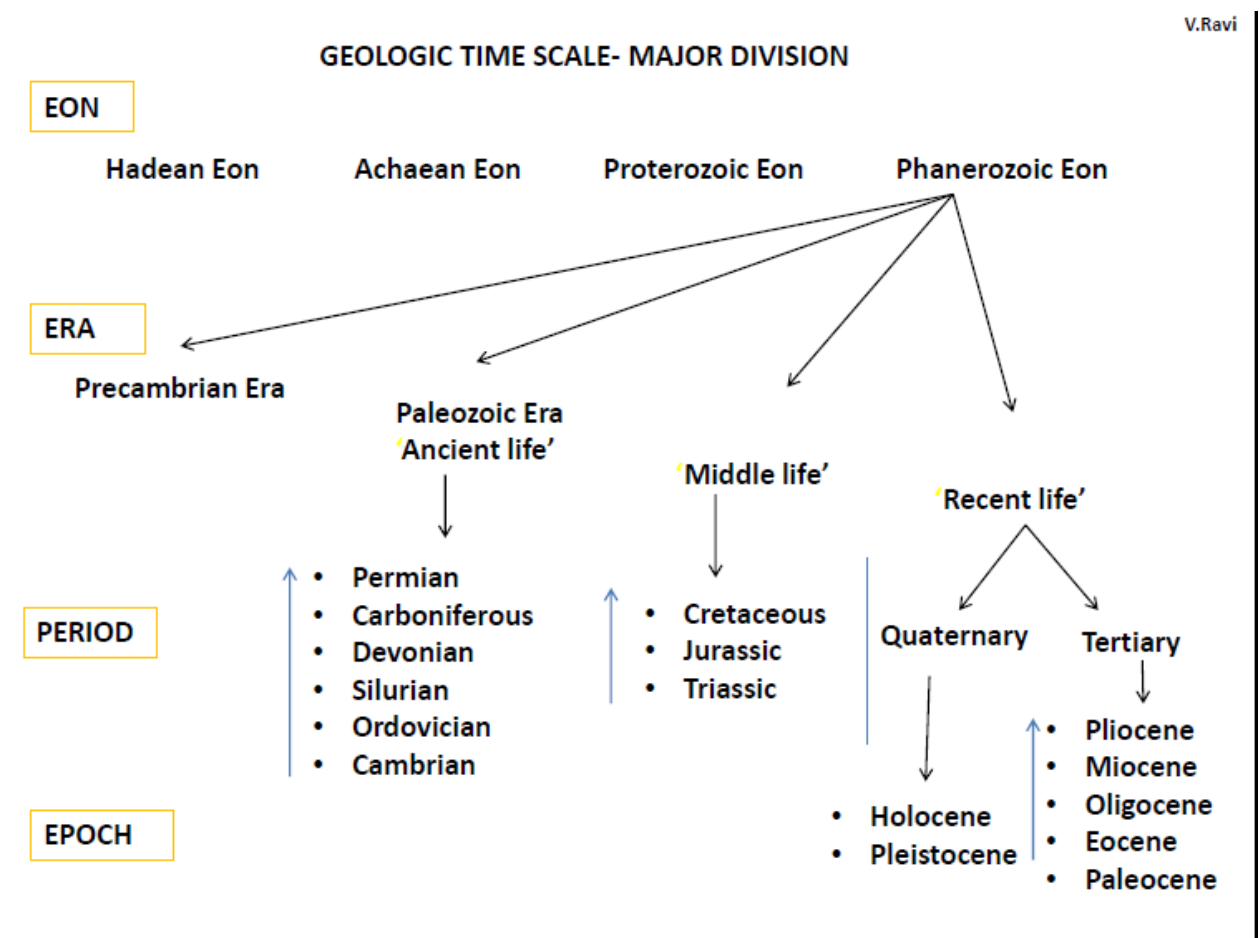 V.Ravi
GEOLOGIC TIME SCALE- MAJOR DIVISION
EON
Hadean Eon
Achaean Eon
Proterozoic Eon
Phanerozoic Eon
ERA
Precambrian Era
Paleozoic Era
‘Ancient life’
‘Middle life’
‘Recent life’
PERIOD
• Permian
• Carboniferous
• Devonian
• Silurian
• Ordovician
• Cambrian
• Cretaceous
• Jurassic
• Triassic
Quaternary
Tertiary
EPOCH
• Holocene
• Pleistocene
• Pliocene
• Miocene
• Oligocene
• Eocene
• Paleocene